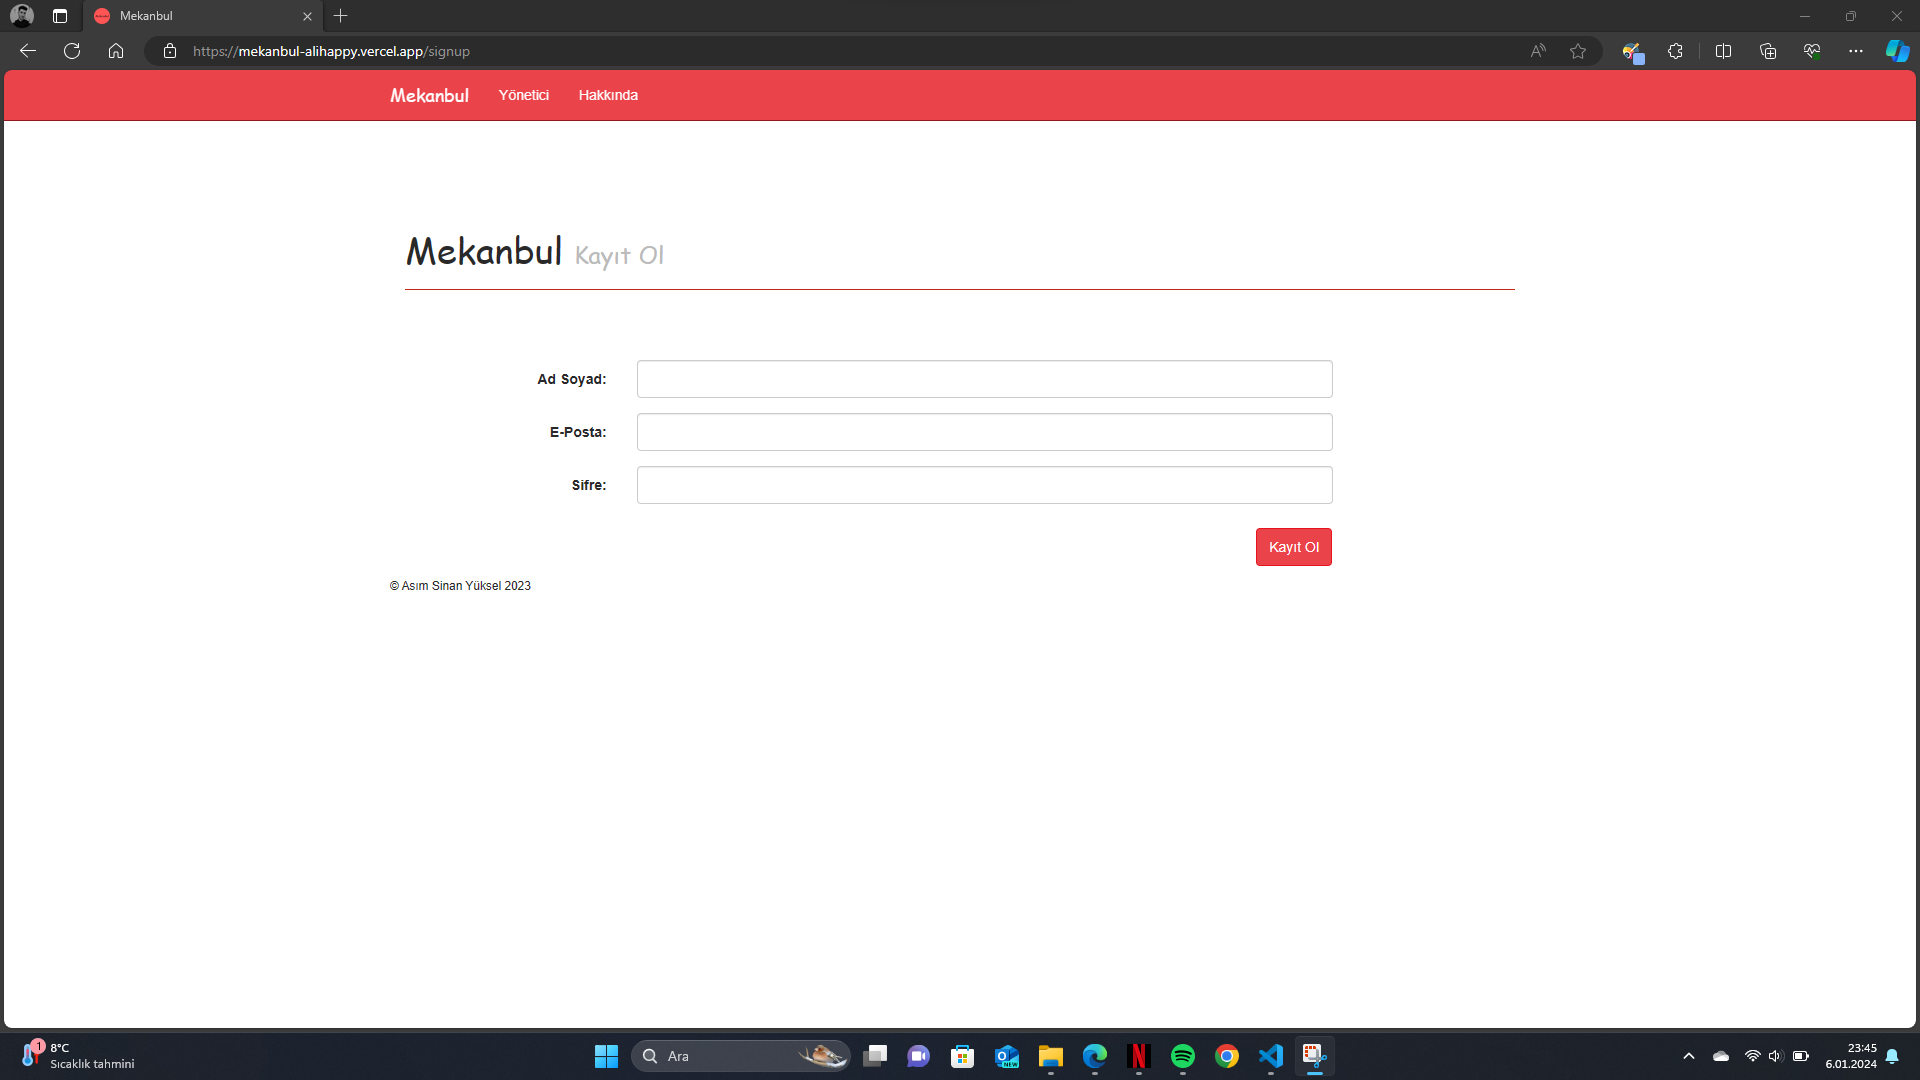 Mekanbul
https://mekanbul-alihappy.vercel.app/signup
Mekanbul Yönetici Hakkında
Mekanbul Kayıt Ol
Ad Soyad:
E-Posta:
Sifre:
Kayıt Ol
© Asım Sinan Yüksel 2023
1
8°C
Sıcaklık tahmini
Ara
NEW
23:45
6.01.2024